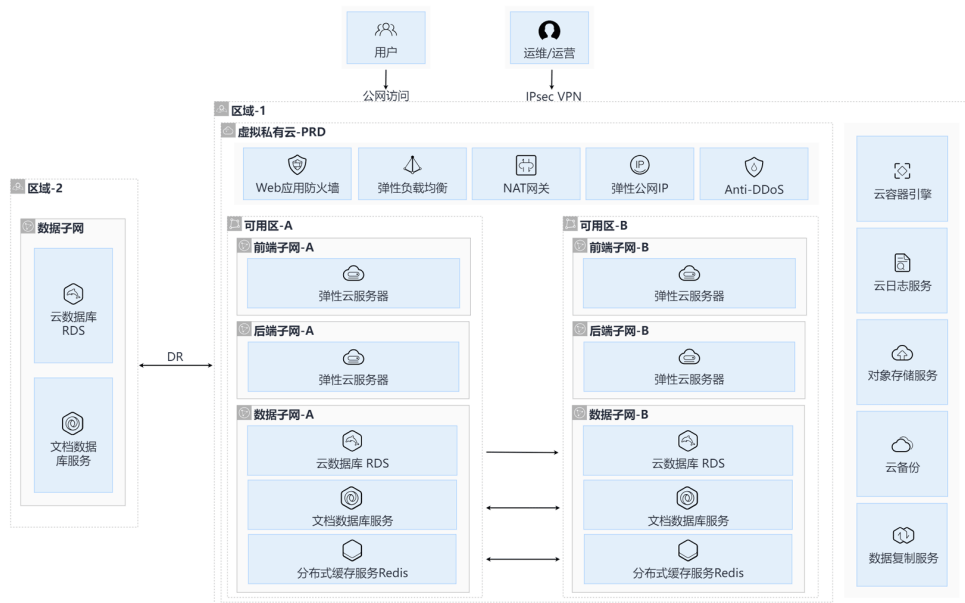 用户
运维/运营
公网访问
IPsec VPN
区域-1
虚拟私有云-PRD
Web应用防火墙
弹性负载均衡
NAT网关
弹性公网IP
Anti-DDoS
区域-2
数据子网
云数据库
RDS
文档数据
库服务
DR
可用区-A
前端子网-A
弹性云服务器
后端子网-A
弹性云服务器
数据子网-A
云数据库 RDS
文档数据库服务
分布式缓存服务Redis
可用区-B
前端子网-B
弹性云服务器
后端子网-B
弹性云服务器
数据子网-B
云数据库 RDS
文档数据库服务
分布式缓存服务Redis
云容器引擎
云日志服务
对象存储服务
云备份
数据复制服务